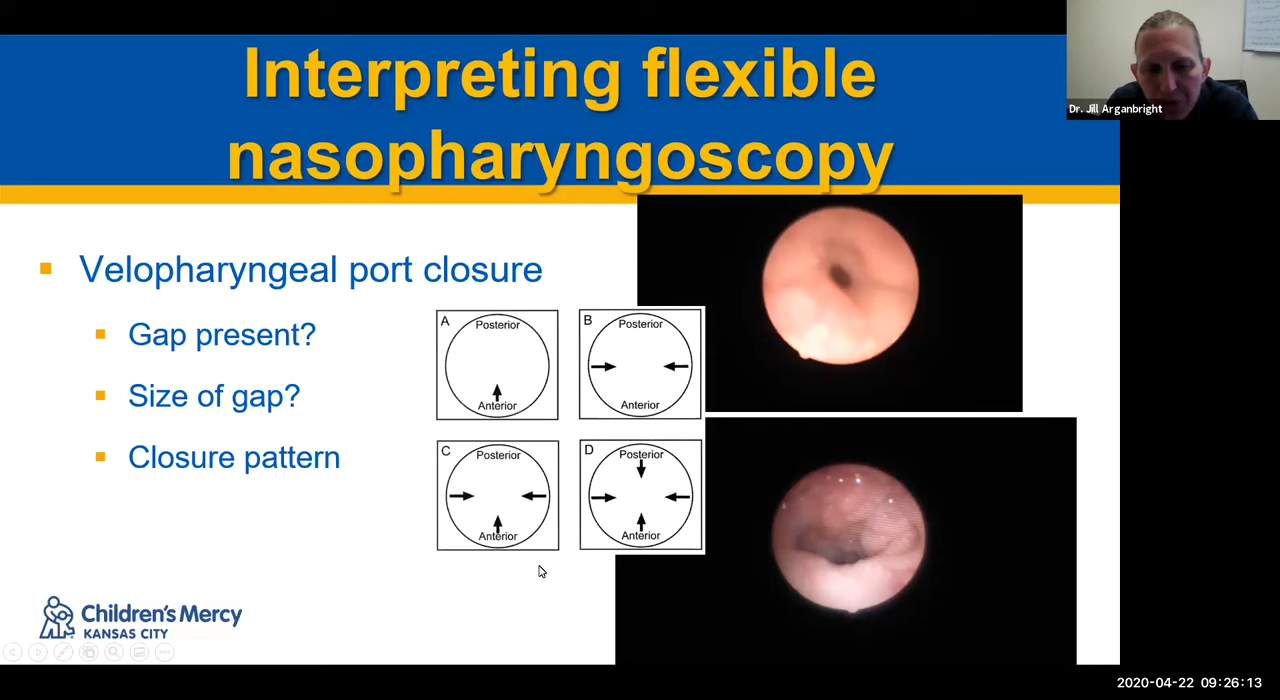 Interpreting flexible
nasopharyngoscopy
Dr. Jill Arganbright
Velopharyngeal port closure
Gap present?
Size of gap?
Closure pattern
A
Posterior
Anterior
B
Posterior
Anterior
C
Posterior
Anterior
D
Posterior
Anterior
Children's Mercy
KANSAS CITY
2020-04-22 09:26:13